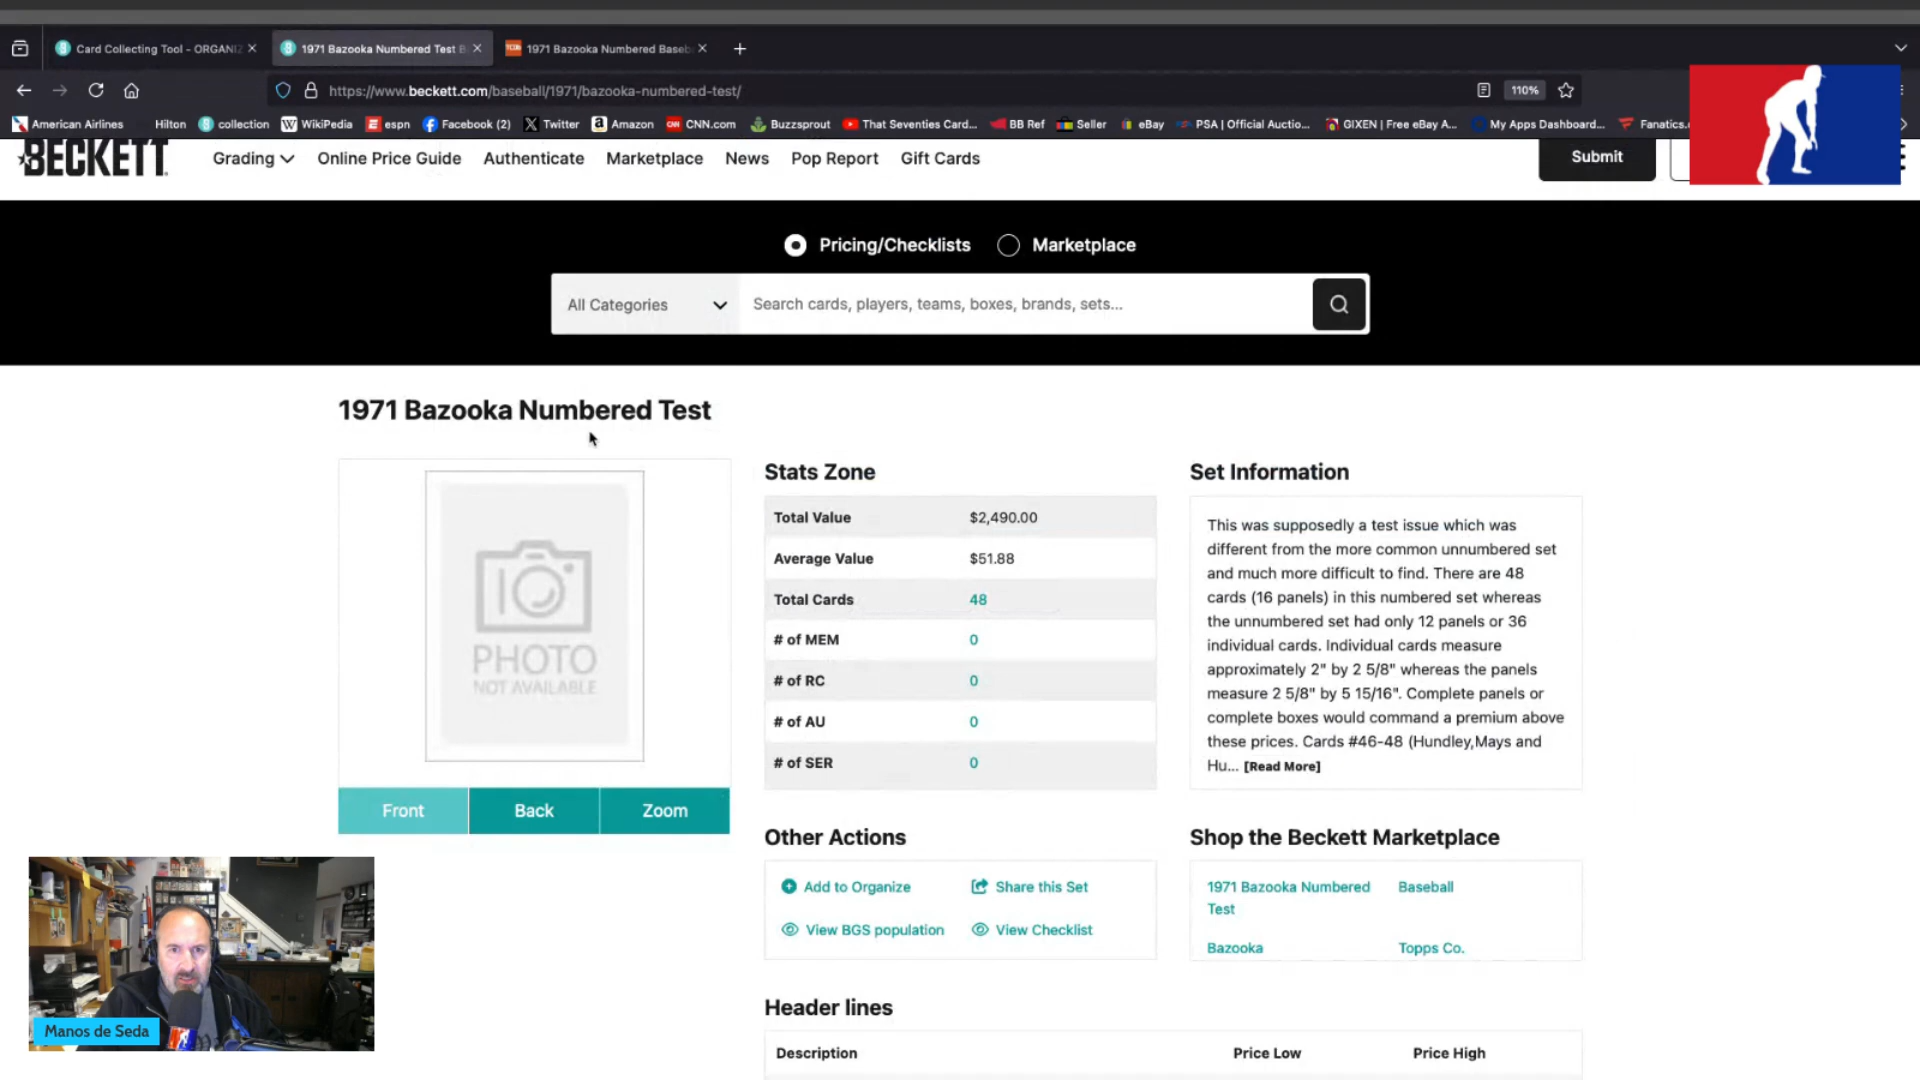 Card Collecting Tool - ORGANI
1971 Bazooka Numbered Test B
1971 Bazooka Numbered Baseb
https://www.beckett.com/baseball/1971/bazooka-numbered-test/
110%
American Airlines
Hilton
collection
WikiPedia
espn
Facebook (2)
Twitter
Amazon
CNN.com
Buzzsprout
That Seventies Card...
BB Ref
Seller
eBay
PSA | Official Auctio...
GIXEN | Free eBay A...
My Apps Dashboard...
Fanatics.
BECKETT
Grading
Online Price Guide
Authenticate
Marketplace
News
Pop Report
Gift Cards
Submit
Pricing/Checklists
Marketplace
All Categories
Search cards, players, teams, boxes, brands, sets...
1971 Bazooka Numbered Test
PHOTO
NOT AVAILABLE
Front
Back
Zoom
Stats Zone
Total Value $2,490.00
Average Value $51.88
Total Cards 48
# of MEM 0
# of RC 0
# of AU 0
# of SER 0
Set Information
This was supposedly a test issue which was
different from the more common unnumbered set
and much more difficult to find. There are 48
cards (16 panels) in this numbered set whereas
the unnumbered set had only 12 panels or 36
individual cards. Individual cards measure
approximately 2" by 2 5/8" whereas the panels
measure 2 5/8" by 5 15/16". Complete panels or
complete boxes would command a premium above
these prices. Cards #46-48 (Hundley,Mays and
Hu... [Read More]
Other Actions
Add to Organize
Share this Set
View BGS population
View Checklist
Shop the Beckett Marketplace
1971 Bazooka Numbered
Test
Baseball
Bazooka
Topps Co.
Header lines
Description Price Low Price High
Manos de Seda